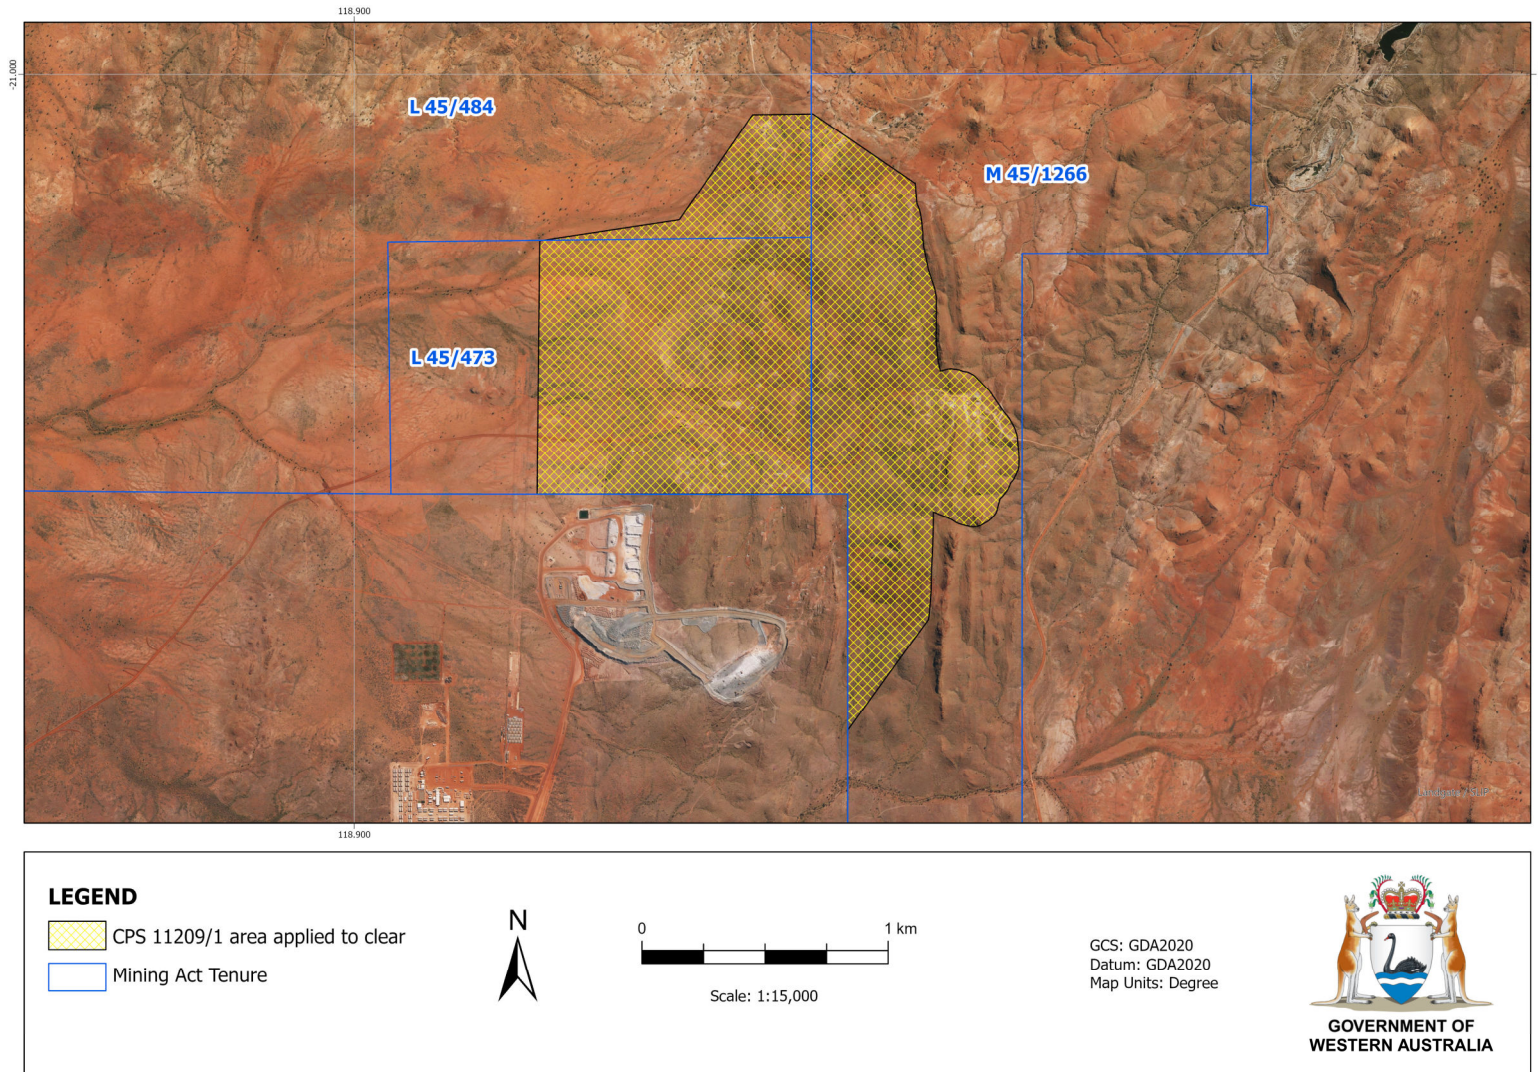 118.900
-21.000
L 45/484
M 45/1266
L 45/473
118.900
LEGEND
CPS 11209/1 area applied to clear
Mining Act Tenure
N
0 1 km
Scale: 1:15,000
GCS: GDA2020
Datum: GDA2020
Map Units: Degree
GOVERNMENT OF
WESTERN AUSTRALIA